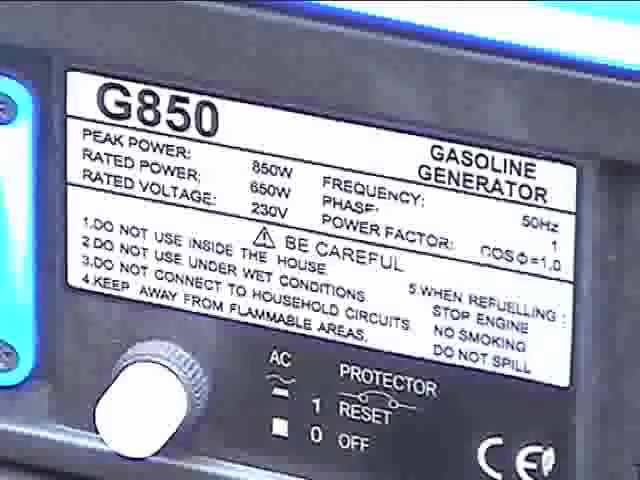 G850
GASOLINE
GENERATOR
PEAK POWER: 850W
RATED POWER: 650W
RATED VOLTAGE: 230V
FREQUENCY: 50Hz
PHASE: 1
POWER FACTOR: COSΦ=1.0
⚠ BE CAREFUL
1.DO NOT USE INSIDE THE HOUSE
2.DO NOT USE UNDER WET CONDITIONS
3.DO NOT CONNECT TO HOUSEHOLD CIRCUITS.
4.KEEP AWAY FROM FLAMMABLE AREAS.
5.WHEN REFUELLING :
STOP ENGINE
NO SMOKING
DO NOT SPILL
AC PROTECTOR
1 RESET
0 OFF
CE